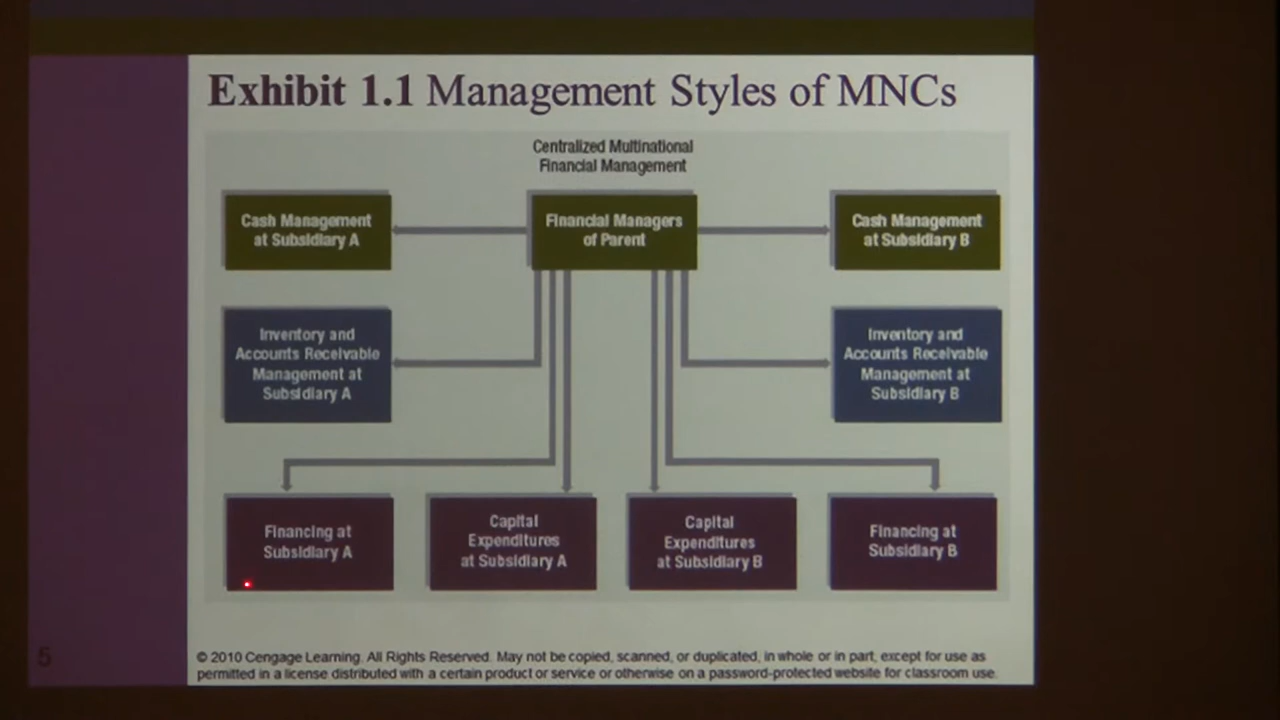 Exhibit 1.1 Management Styles of MNCs
Centralized Multinational
Financial Management
Cash Management
at Subsidiary A
Financial Managers
of Parent
Cash Management
at Subsidiary B
Inventory and
Accounts Receivable
Management at
Subsidiary A
Inventory and
Accounts Receivable
Management at
Subsidiary B
Financing at
Subsidiary A
Capital
Expenditures
at Subsidiary A
Capital
Expenditures
at Subsidiary B
Financing at
Subsidiary B
5
© 2010 Cengage Learning. All Rights Reserved. May not be copied, scanned, or duplicated, in whole or in part, except for use as
permitted in a license distributed with a certain product or service or otherwise on a password-protected website for classroom use.